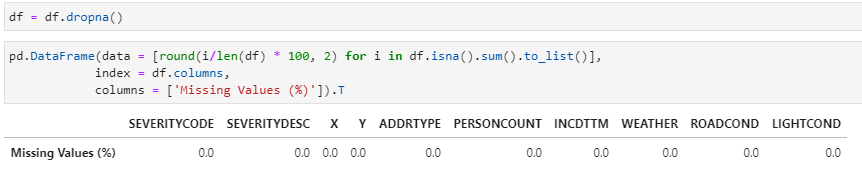 df = df.dropna()
pd.DataFrame(data = [round(i/len(df) * 100, 2) for i in df.isna().sum().to_list()],
index = df.columns,
columns = ['Missing Values (%)']).T
SEVERITYCODE SEVERITYDESC X Y ADDRTYPE PERSONCOUNT INCDTTM WEATHER ROADCOND LIGHTCOND
Missing Values (%) 0.0 0.0 0.0 0.0 0.0 0.0 0.0 0.0 0.0 0.0